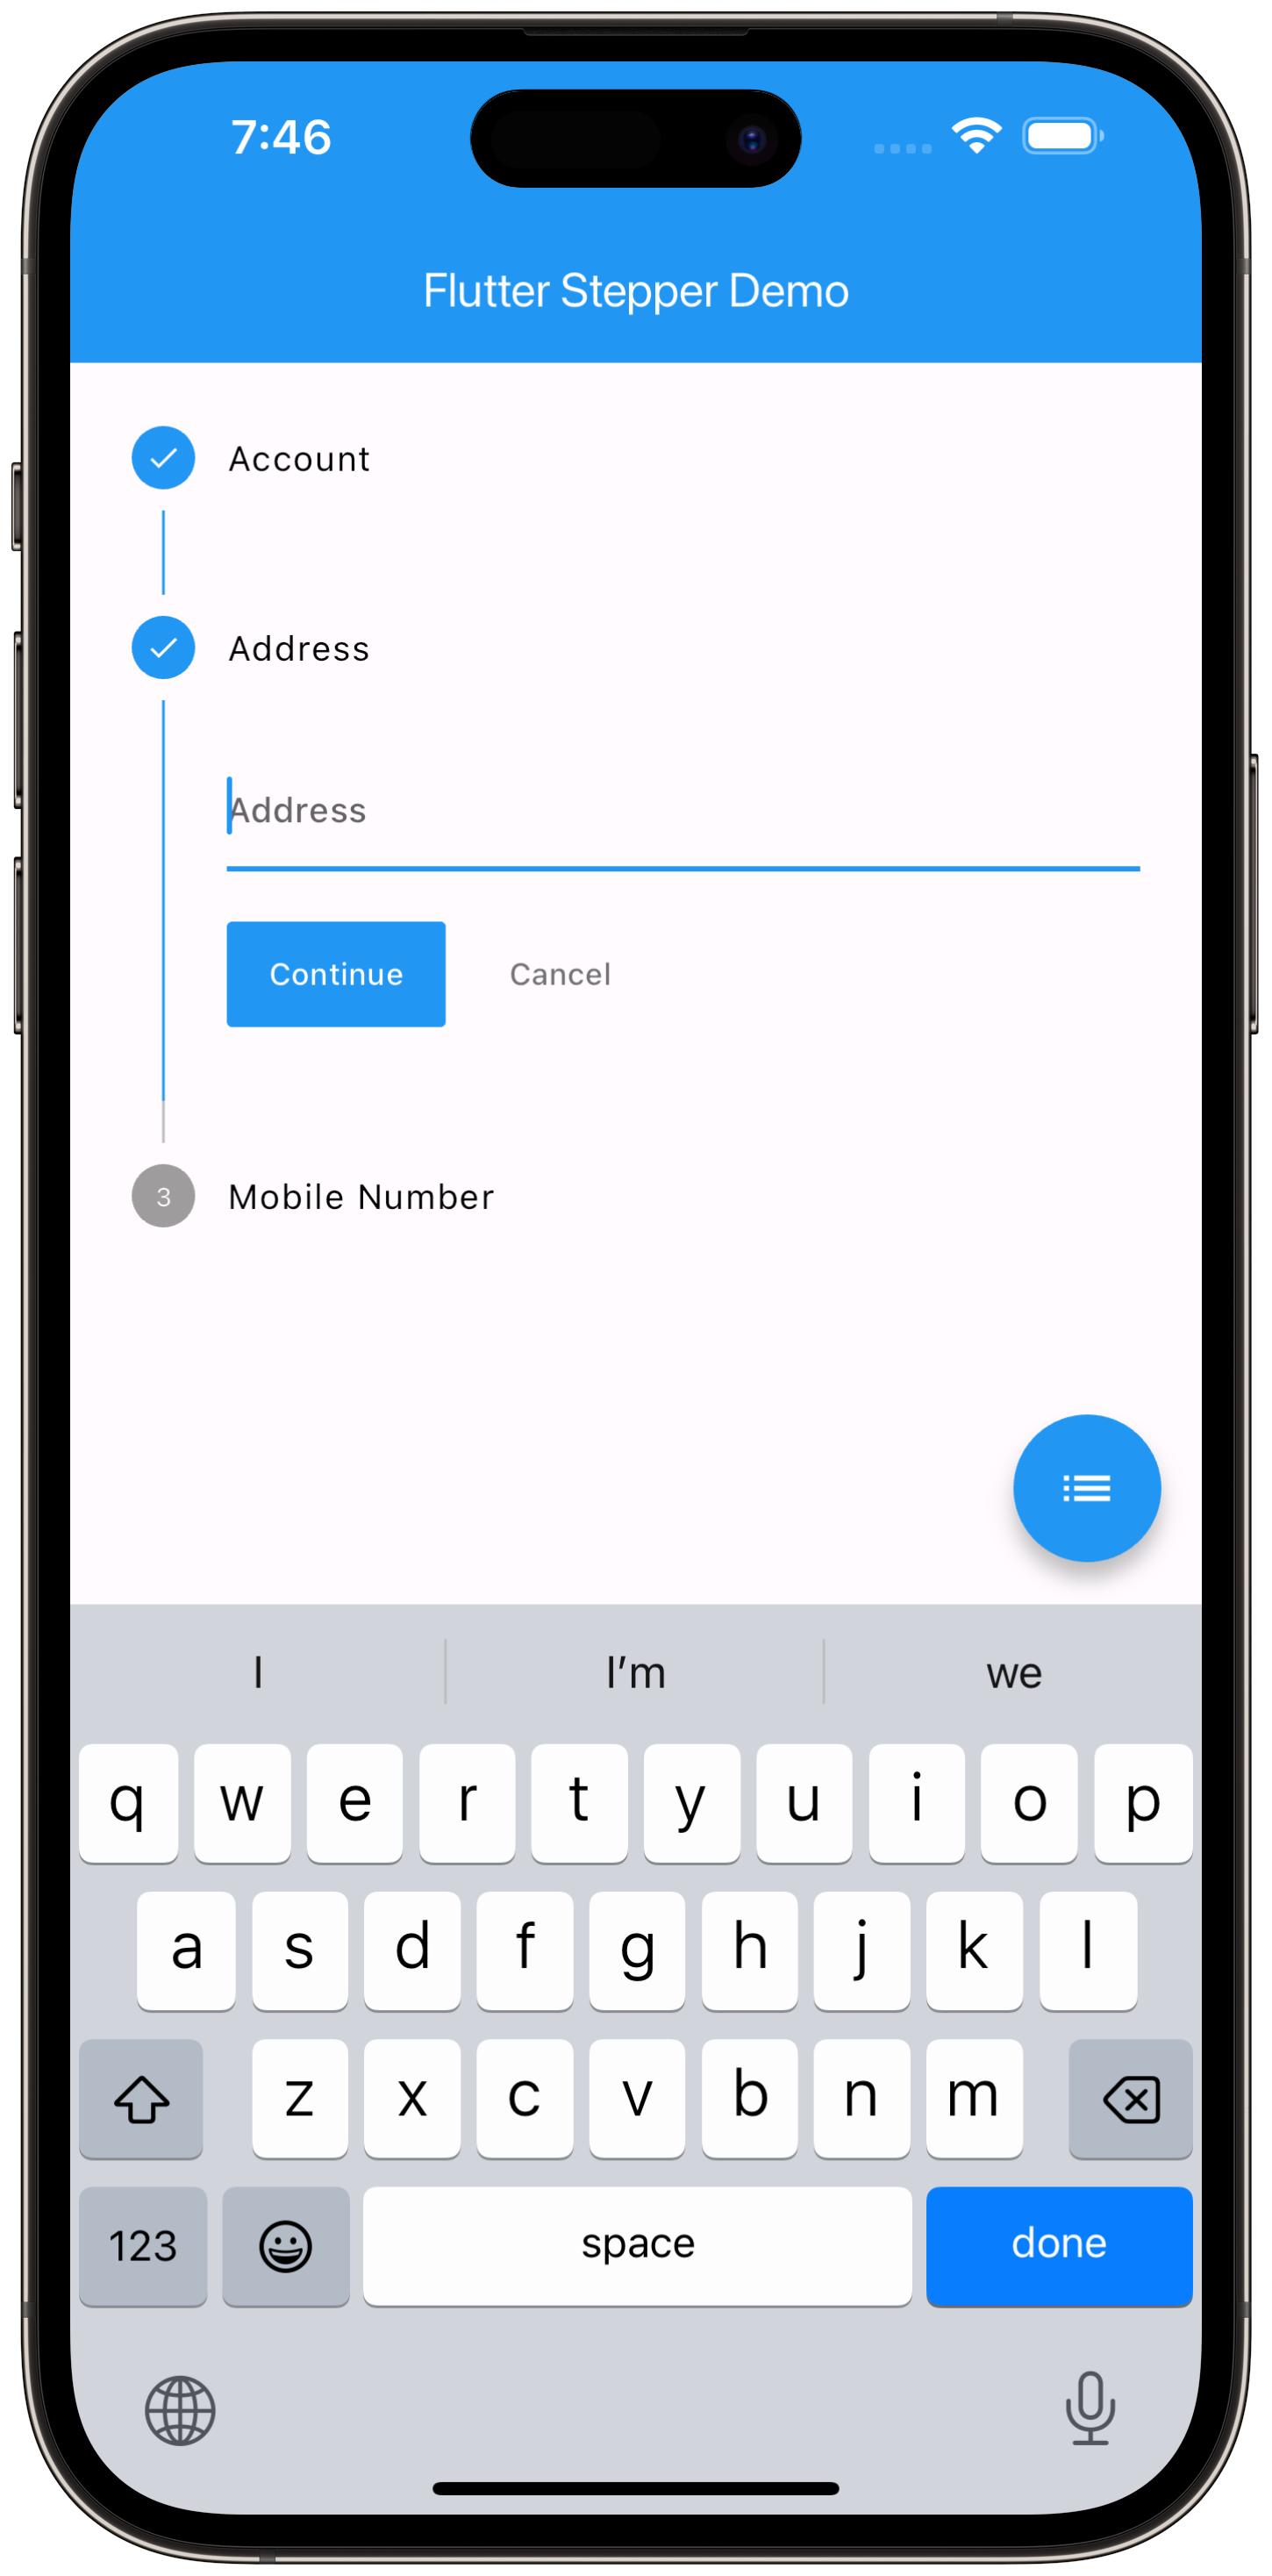 7:46
Flutter Stepper Demo
Account
Address
Address
Continue Cancel
3 Mobile Number
I I'm we
q w e r t y u i o p
a s d f g h j k l
z x c v b n m
123 space done